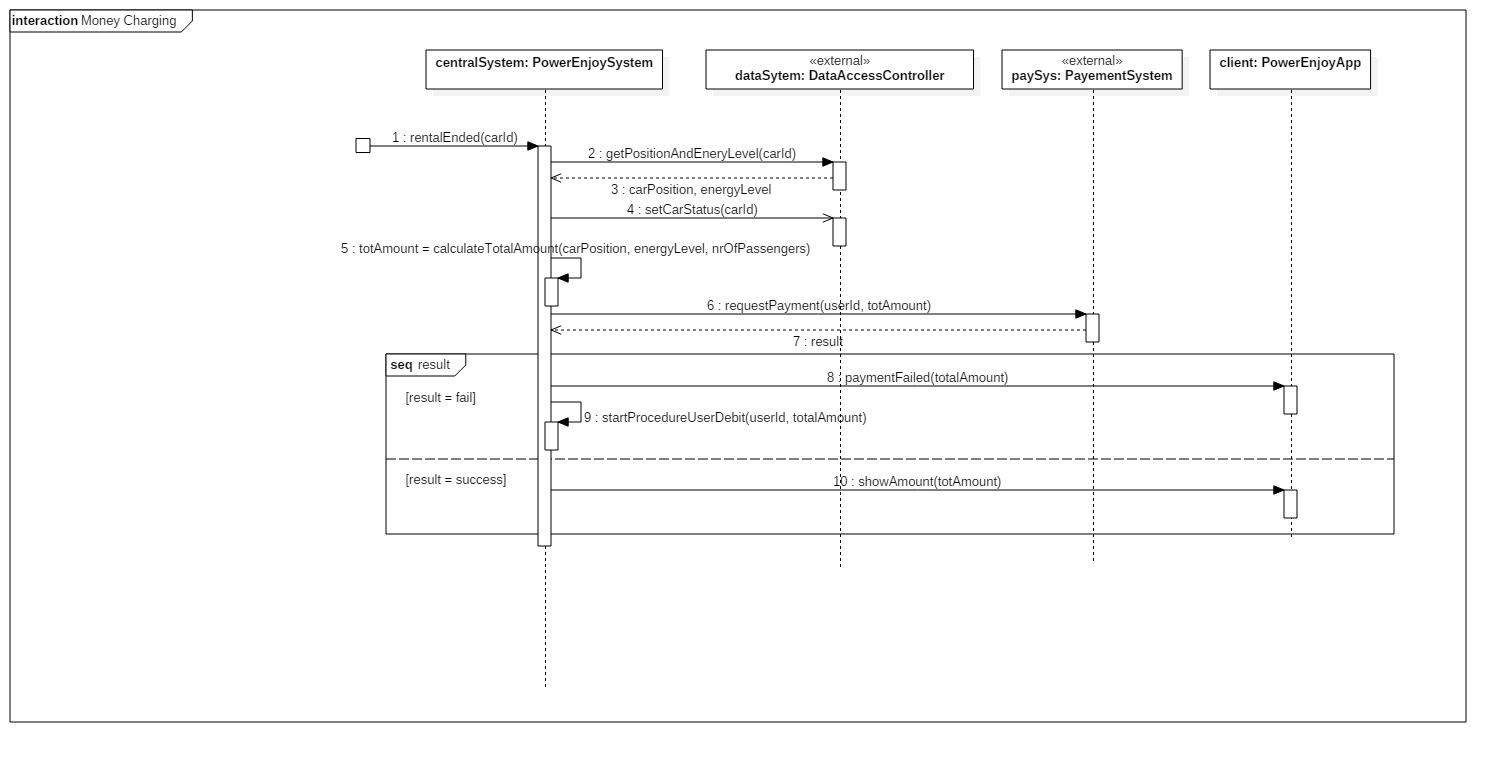 interaction Money Charging
centralSystem: PowerEnjoySystem
«external»
dataSytem: DataAccessController
«external»
paySys: PayementSystem
client: PowerEnjoyApp
1 : rentalEnded(carId)
2 : getPositionAndEneryLevel(carId)
3 : carPosition, energyLevel
4 : setCarStatus(carId)
5 : totAmount = calculateTotalAmount(carPosition, energyLevel, nrOfPassengers)
6 : requestPayment(userId, totAmount)
7 : result
seq result
8 : paymentFailed(totalAmount)
[result = fail]
9 : startProcedureUserDebit(userId, totalAmount)
[result = success]
10 : showAmount(totAmount)